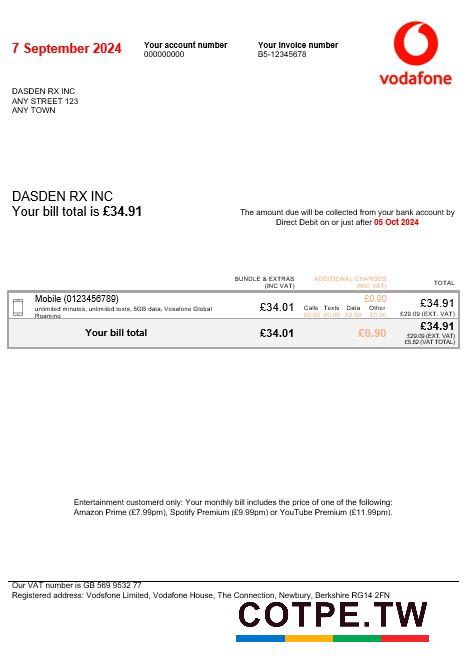 7 September 2024
Your account number
000000000
Your invoice number
B5-12345678
vodafone
DASDEN RX INC
ANY STREET 123
ANY TOWN
DASDEN RX INC
Your bill total is £34.91
The amount due will be collected from your bank account by
Direct Debit on or just after 05 Oct 2024
BUNDLE & EXTRAS
(INC VAT)
ADDITIONAL CHARGES
(INC VAT)
TOTAL
Mobile (0123456789)
unlimited minutes, unlimited texts, 5GB data, Vosafone Global
Roaming
£34.01
£0.90
Calls Texts Data Other
£0.00 £0.00 £0.00 £0.00
£34.91
£29.09 (EXT. VAT)
Your bill total
£34.01
£0.90
£34.91
£29.09 (EXT. VAT)
£5.82 (VAT TOTAL)
Entertainment customerd only: Your monthly bill includes the price of one of the following:
Amazon Prime (£7.99pm), Spotify Premium (£9.99pm) or YouTube Premium (£11.99pm).
Our VAT number is GB 569 9532 77
Registered address: Vodsfone Limited, Vodafone House, The Connection, Newbury, Berkshire RG14 2FN
COTPE.TW